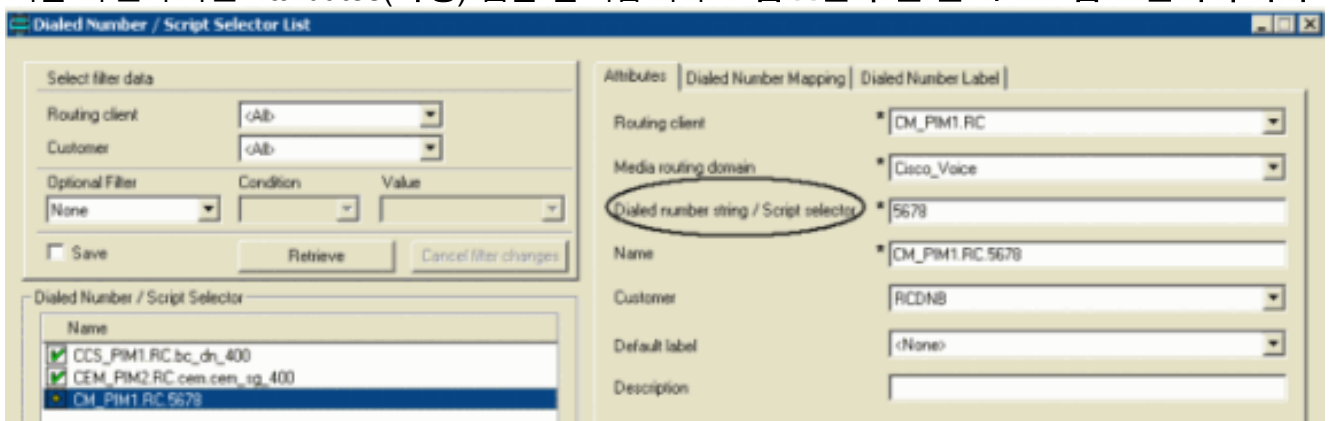 Dialed Number / Script Selector List
Select filter data
Routing client
<All>
Customer
<All>
Optional Filter
Condition
Value
None
Save
Retrieve
Cancel filter changes
Dialed Number / Script Selector
Name
CCS_PIM1.RC.bc_dn_400
CEM_PIM2.RC.cem.cem_sg_400
CM_PIM1.RC.5678
Attributes
Dialed Number Mapping
Dialed Number Label
Routing client
* CM_PIM1.RC
Media routing domain
* Cisco_Voice
Dialed number string / Script selector
* 5678
Name
* CM_PIM1.RC.5678
Customer
RCDNB
Default label
<None>
Description